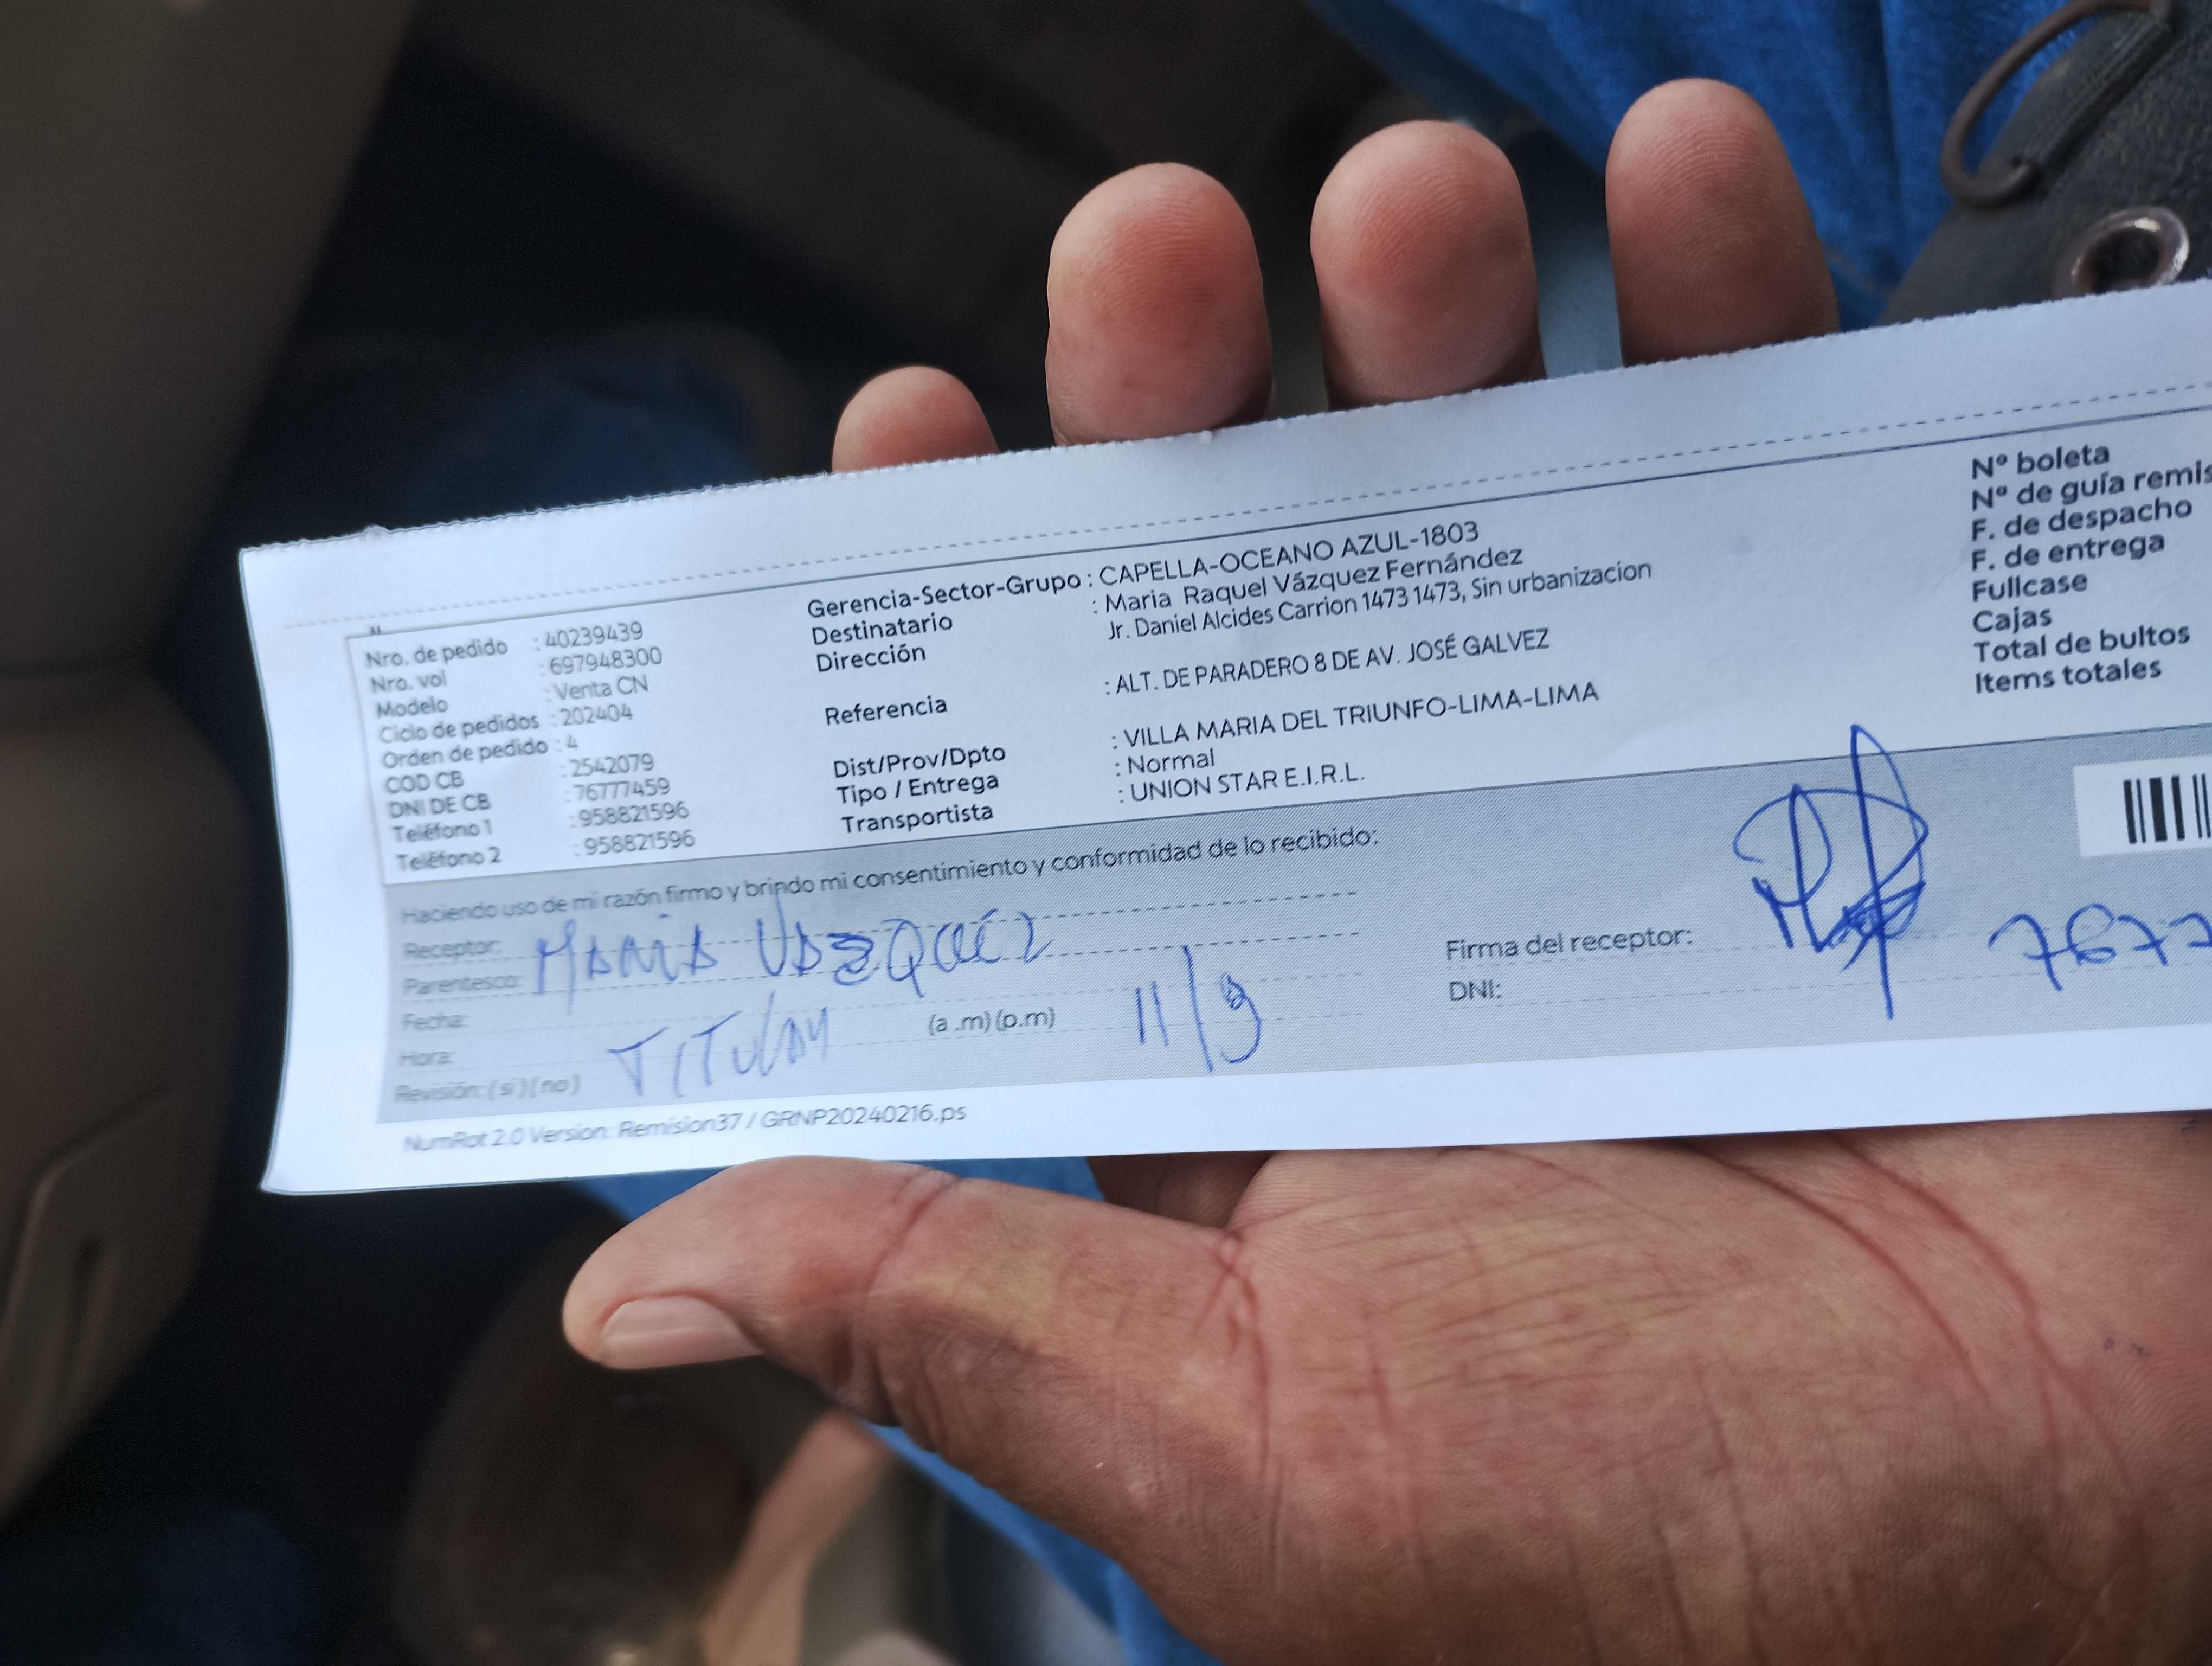 Nro. de pedido : 40239439
Nro. vol : 697948300
Modelo : Venta CN
Ciclo de pedidos : 202404
Orden de pedido : 4
COD CB : 2542079
DNI DE CB : 76777459
Teléfono 1 : 958821596
Teléfono 2 : 958821596
Gerencia-Sector-Grupo : CAPELLA-OCEANO AZUL-1803
Destinatario : Maria Raquel Vázquez Fernández
Dirección Jr. Daniel Alcides Carrion 1473 1473, Sin urbanizacion
Referencia : ALT. DE PARADERO 8 DE AV. JOSÉ GALVEZ
Dist/Prov/Dpto : VILLA MARIA DEL TRIUNFO-LIMA-LIMA
Tipo / Entrega : Normal
Transportista : UNION STAR E.I.R.L.
Nº boleta
Nº de guía remis
F. de despacho
F. de entrega
Fullcase
Cajas
Total de bultos
Items totales
Haciendo uso de mi razón firmo y brindo mi consentimiento y conformidad de lo recibido:
Receptor: MARIA VAZQUEZ
Parentesco:
Fecha:
Hora: TITULAR (a .m) (p.m) 11/9
Revisión: ( si ) ( no )
Firma del receptor:
DNI: 7677
NumRot 2.0 Version: Remision37 / GRNP20240216.ps